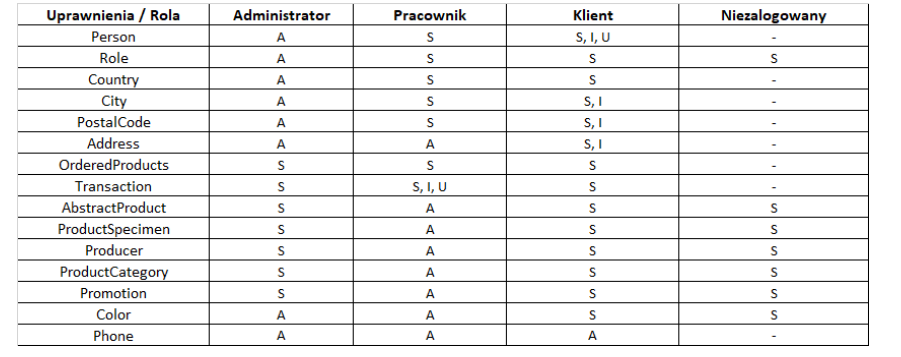 Uprawnienia / Rola Administrator Pracownik Klient Niezalogowany
Person A S S, I, U -
Role A S S S
Country A S S -
City A S S, I -
PostalCode A S S, I -
Address A A S, I -
OrderedProducts S S S -
Transaction S S, I, U S -
AbstractProduct S A S S
ProductSpecimen S A S S
Producer S A S S
ProductCategory S A S S
Promotion S A S S
Color A A S S
Phone A A A -